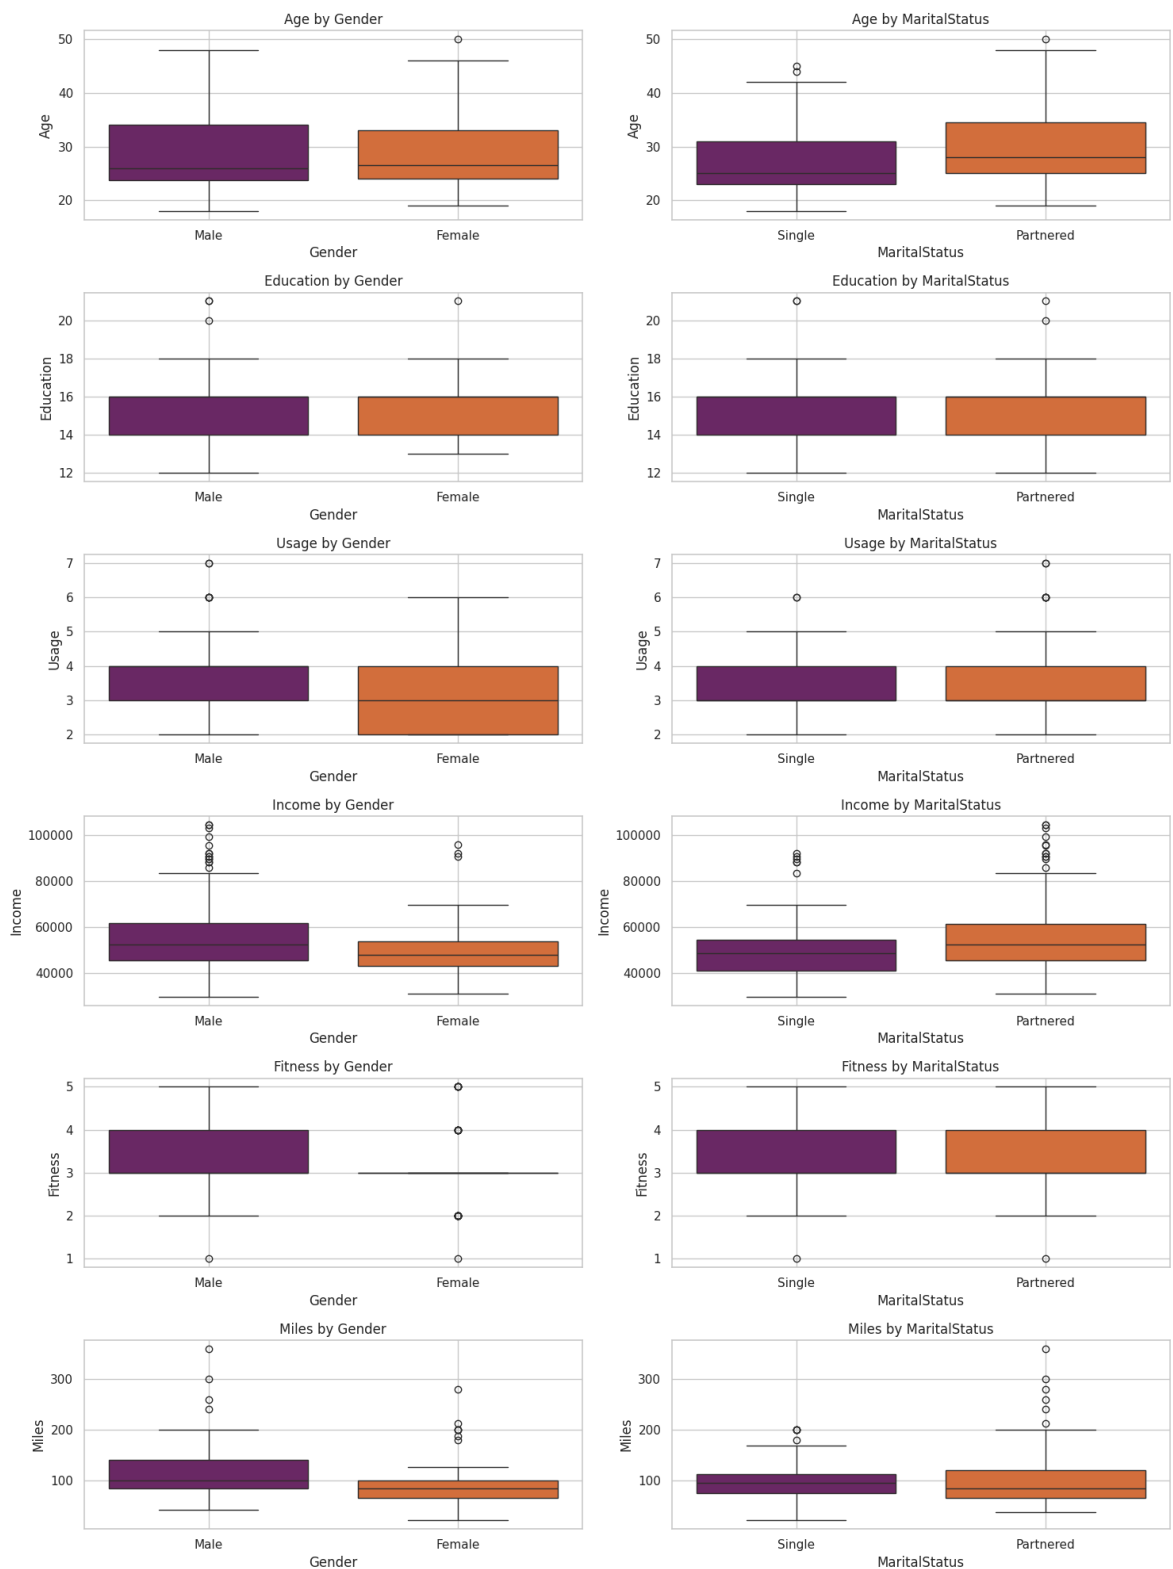 Age by Gender
50
40
30
20
Age
Male
Female
Gender
Age by MaritalStatus
50
40
30
20
Age
Single
Partnered
MaritalStatus
Education by Gender
20
18
16
14
12
Education
Male
Female
Gender
Education by MaritalStatus
20
18
16
14
12
Education
Single
Partnered
MaritalStatus
Usage by Gender
7
6
5
4
3
2
Usage
Male
Female
Gender
Usage by MaritalStatus
7
6
5
4
3
2
Usage
Single
Partnered
MaritalStatus
Income by Gender
100000
80000
60000
40000
Income
Male
Female
Gender
Income by MaritalStatus
100000
80000
60000
40000
Income
Single
Partnered
MaritalStatus
Fitness by Gender
5
4
3
2
1
Fitness
Male
Female
Gender
Fitness by MaritalStatus
5
4
3
2
1
Fitness
Single
Partnered
MaritalStatus
Miles by Gender
300
200
100
Miles
Male
Female
Gender
Miles by MaritalStatus
300
200
100
Miles
Single
Partnered
MaritalStatus